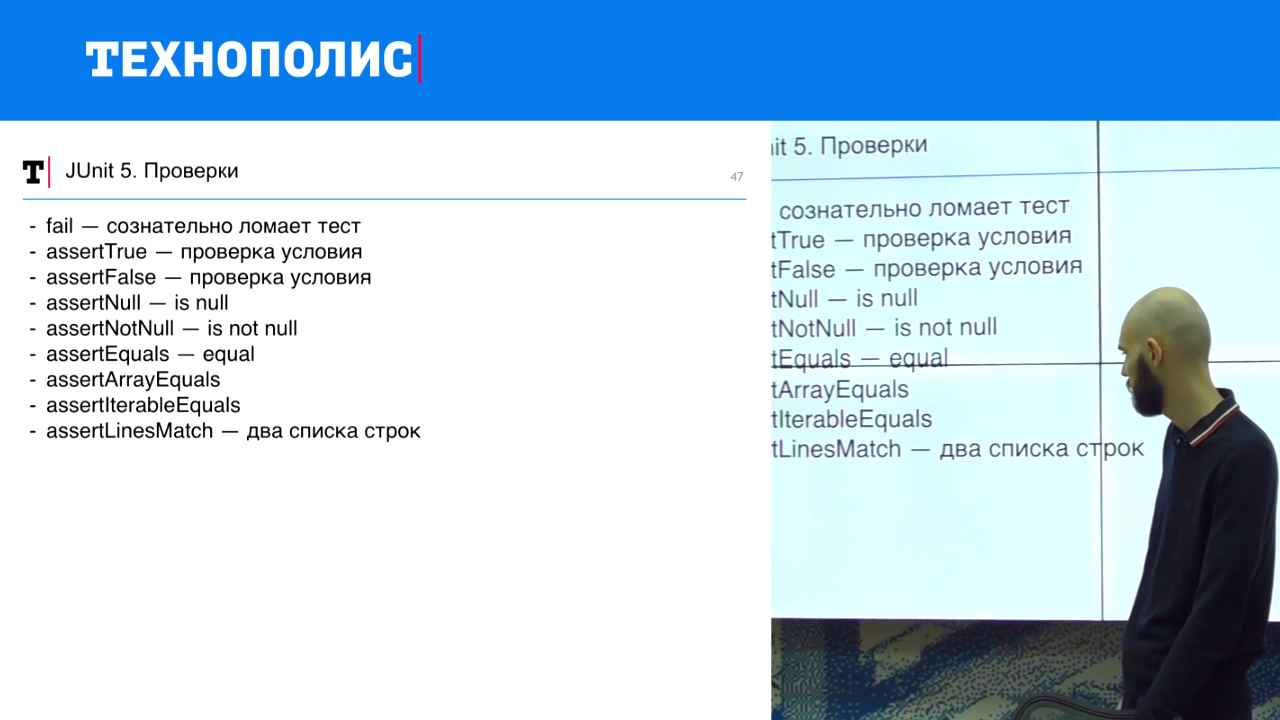 ТЕХНОПОЛИС
T JUnit 5. Проверки
47
- fail — сознательно ломает тест
- assertTrue — проверка условия
- assertFalse — проверка условия
- assertNull — is null
- assertNotNull — is not null
- assertEquals — equal
- assertArrayEquals
- assertIterableEquals
- assertLinesMatch — два списка строк
it 5. Проверки
сознательно ломает тест
tTrue — проверка условия
tFalse — проверка условия
tNull — is null
tNotNull — is not null
tEquals — equal
tArrayEquals
tIterableEquals
tLinesMatch — два списка строк